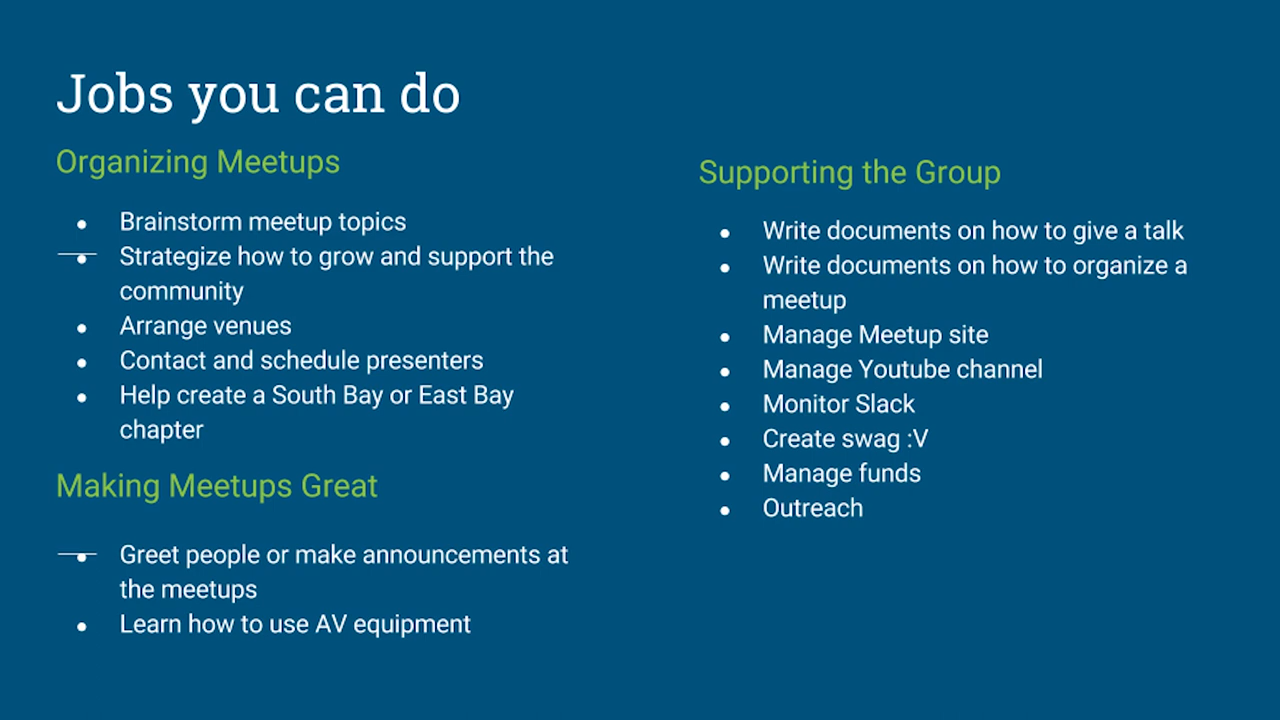 Jobs you can do
Organizing Meetups
● Brainstorm meetup topics
● Strategize how to grow and support the
community
● Arrange venues
● Contact and schedule presenters
● Help create a South Bay or East Bay
chapter
Making Meetups Great
● Greet people or make announcements at
the meetups
● Learn how to use AV equipment
Supporting the Group
● Write documents on how to give a talk
● Write documents on how to organize a
meetup
● Manage Meetup site
● Manage Youtube channel
● Monitor Slack
● Create swag :V
● Manage funds
● Outreach